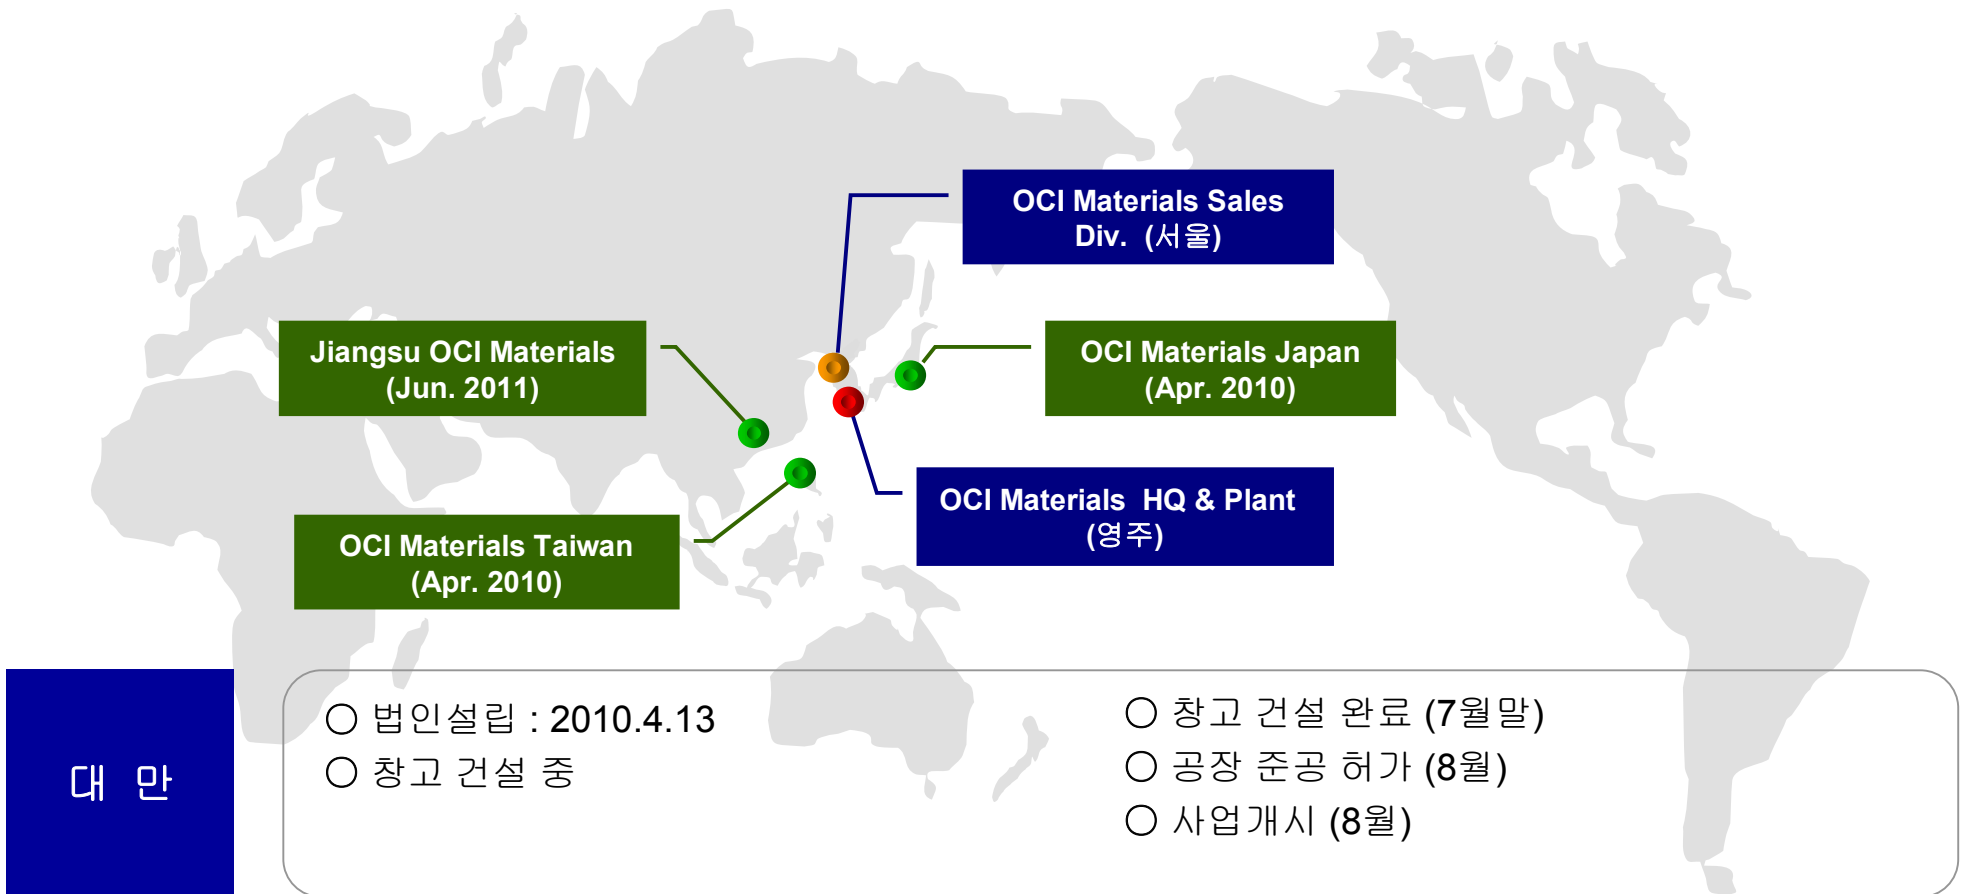 OCI Materials Sales
Div. (서울)
Jiangsu OCI Materials
(Jun. 2011)
OCI Materials Japan
(Apr. 2010)
OCI Materials HQ & Plant
(영주)
OCI Materials Taiwan
(Apr. 2010)
대 만
○ 법인설립 : 2010.4.13
○ 창고 건설 중
○ 창고 건설 완료 (7월말)
○ 공장 준공 허가 (8월)
○ 사업개시 (8월)